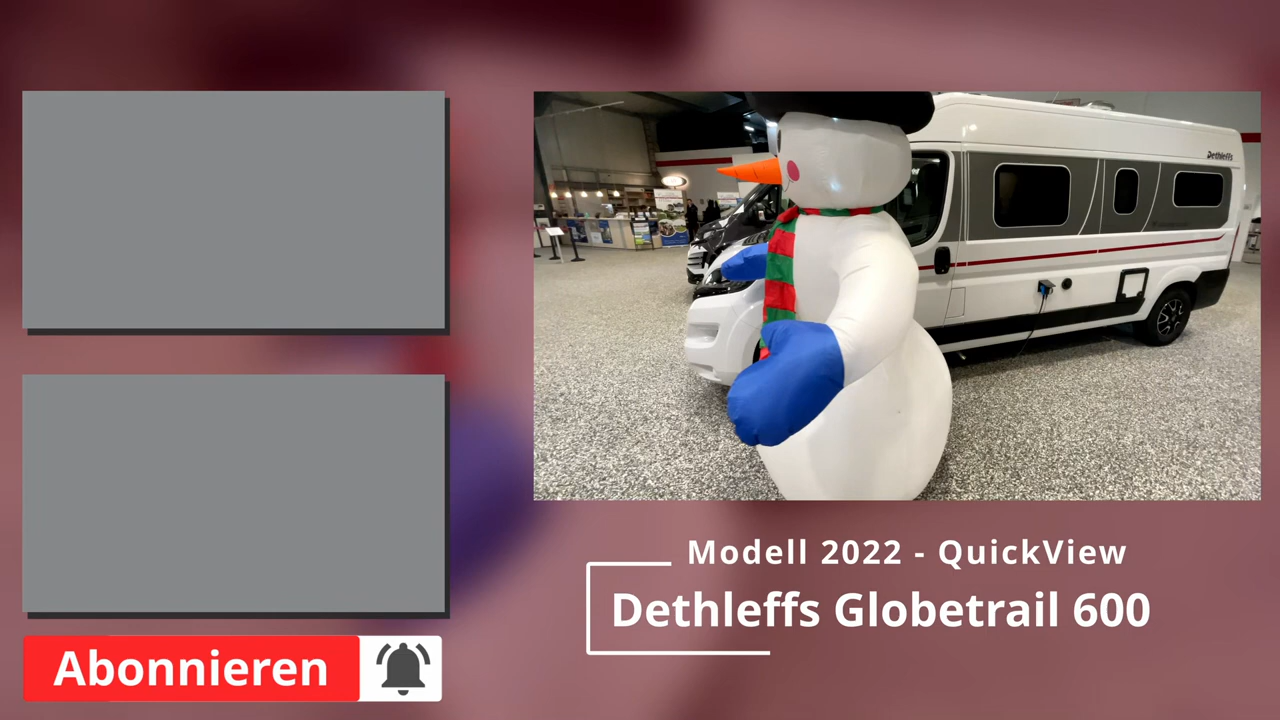 Dethleffs
Modell 2022 - QuickView
Dethleffs Globetrail 600
Abonnieren